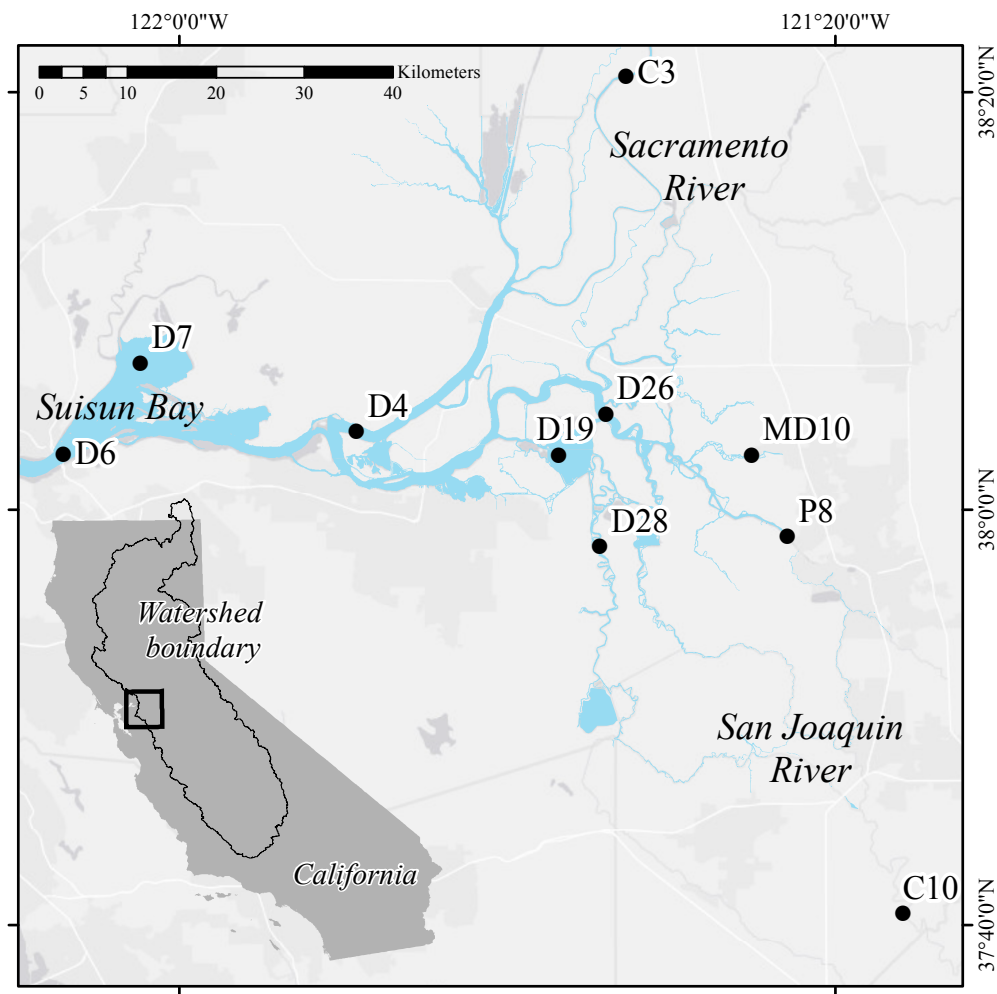 122°0'0"W
121°20'0"W
Kilometers
0 5 10 20 30 40
C3
38°20'0"N
Sacramento
River
D7
Suisun Bay
D4
D26
D6
D19
MD10
38°0'0"N
P8
D28
Watershed
boundary
San Joaquin
River
California
C10
37°40'0"N